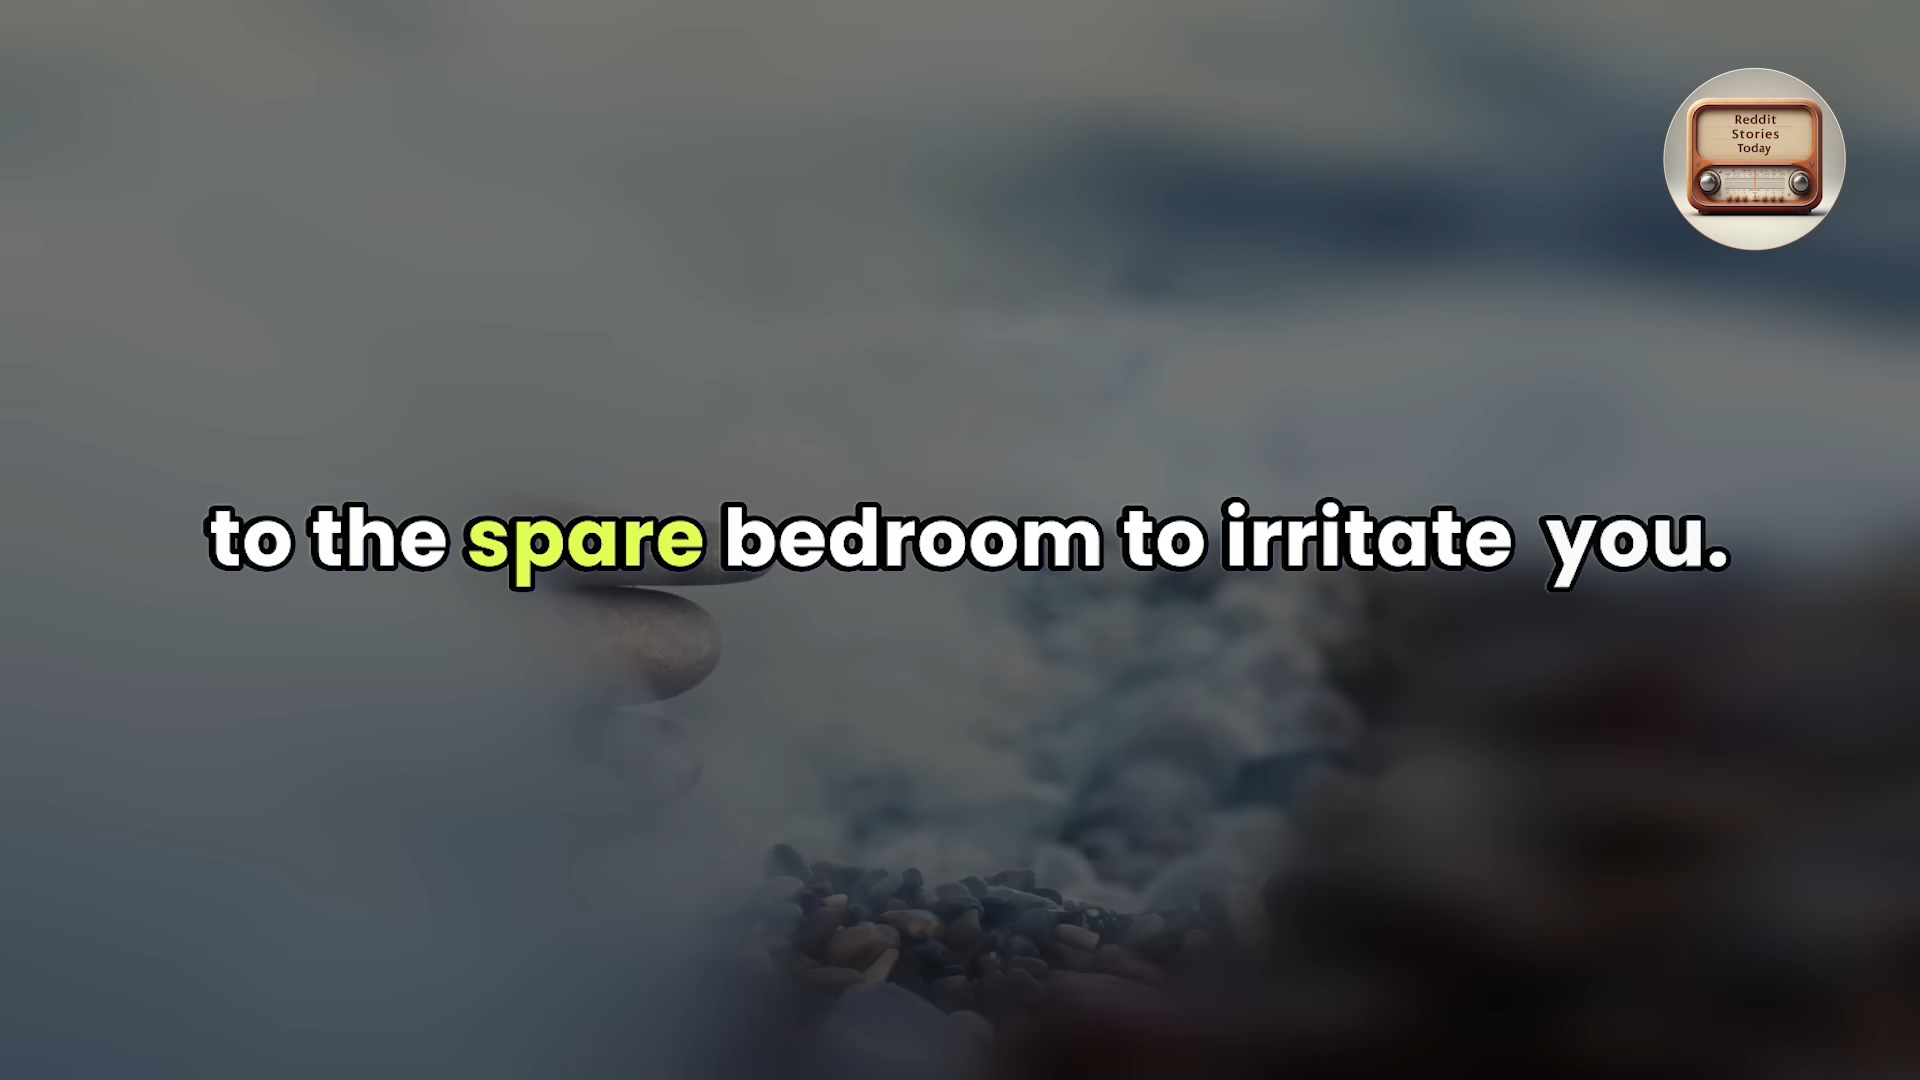 Reddit
Stories
Today
to the spare bedroom to irritate you.